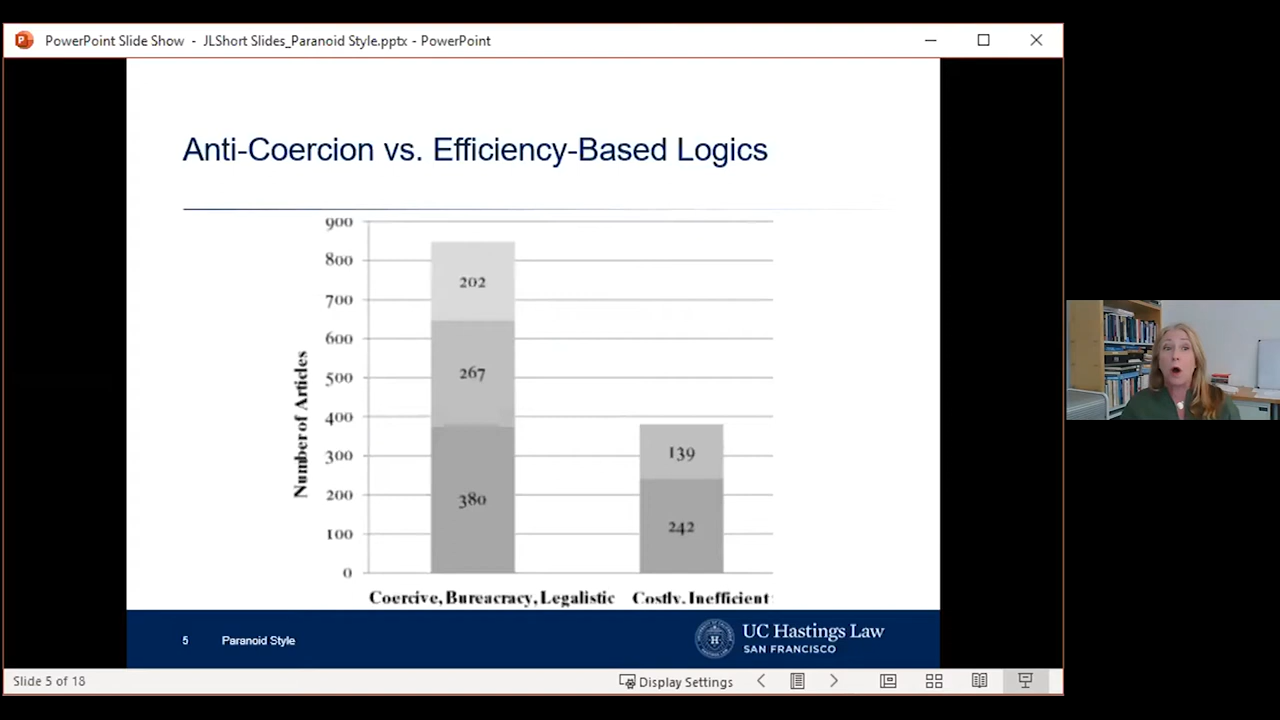 PowerPoint Slide Show - JLShort Slides_Paranoid Style.pptx - PowerPoint
Anti-Coercion vs. Efficiency-Based Logics
900
800
700
600
500
400
300
200
100
0
Number of Articles
202
267
380
139
242
Coercive, Bureacracy, Legalistic
Costly, Inefficient
5
Paranoid Style
UC Hastings Law
SAN FRANCISCO
Slide 5 of 18
Display Settings